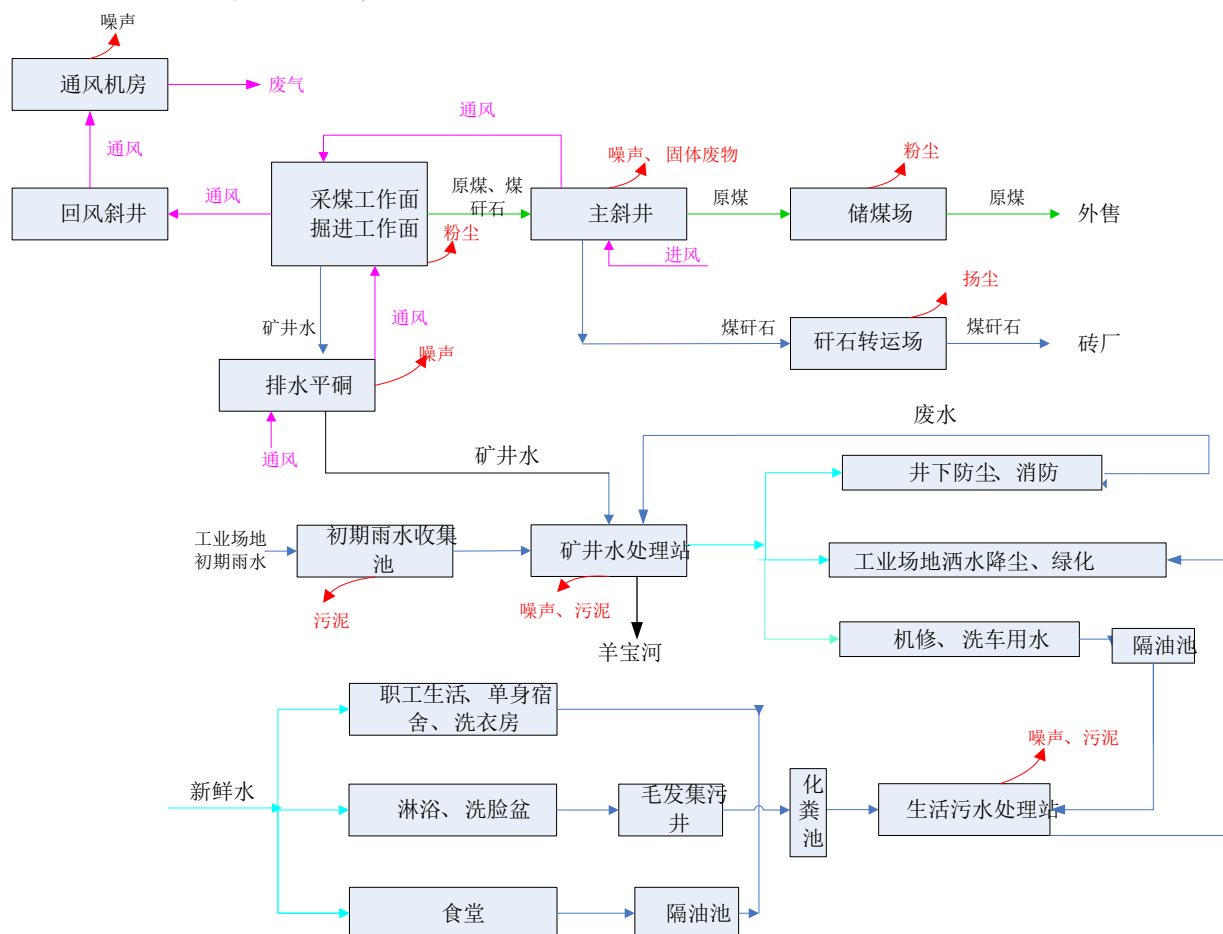 噪声
通风机房
废气
通风
通风
噪声、固体废物
粉尘
回风斜井
通风
采煤工作面
掘进工作面
原煤、煤
矸石
主斜井
原煤
储煤场
原煤
外售
粉尘
进风
扬尘
矿井水
通风
煤矸石
矸石转运场
煤矸石
砖厂
噪声
排水平硐
通风
矿井水
废水
井下防尘、消防
工业场地
初期雨水
初期雨水收集
池
矿井水处理站
工业场地洒水降尘、绿化
污泥
噪声、污泥
羊宝河
机修、洗车用水
隔油池
职工生活、单身宿
舍、洗衣房
噪声、污泥
新鲜水
淋浴、洗脸盆
毛发集污
井
化
粪
池
生活污水处理站
食堂
隔油池